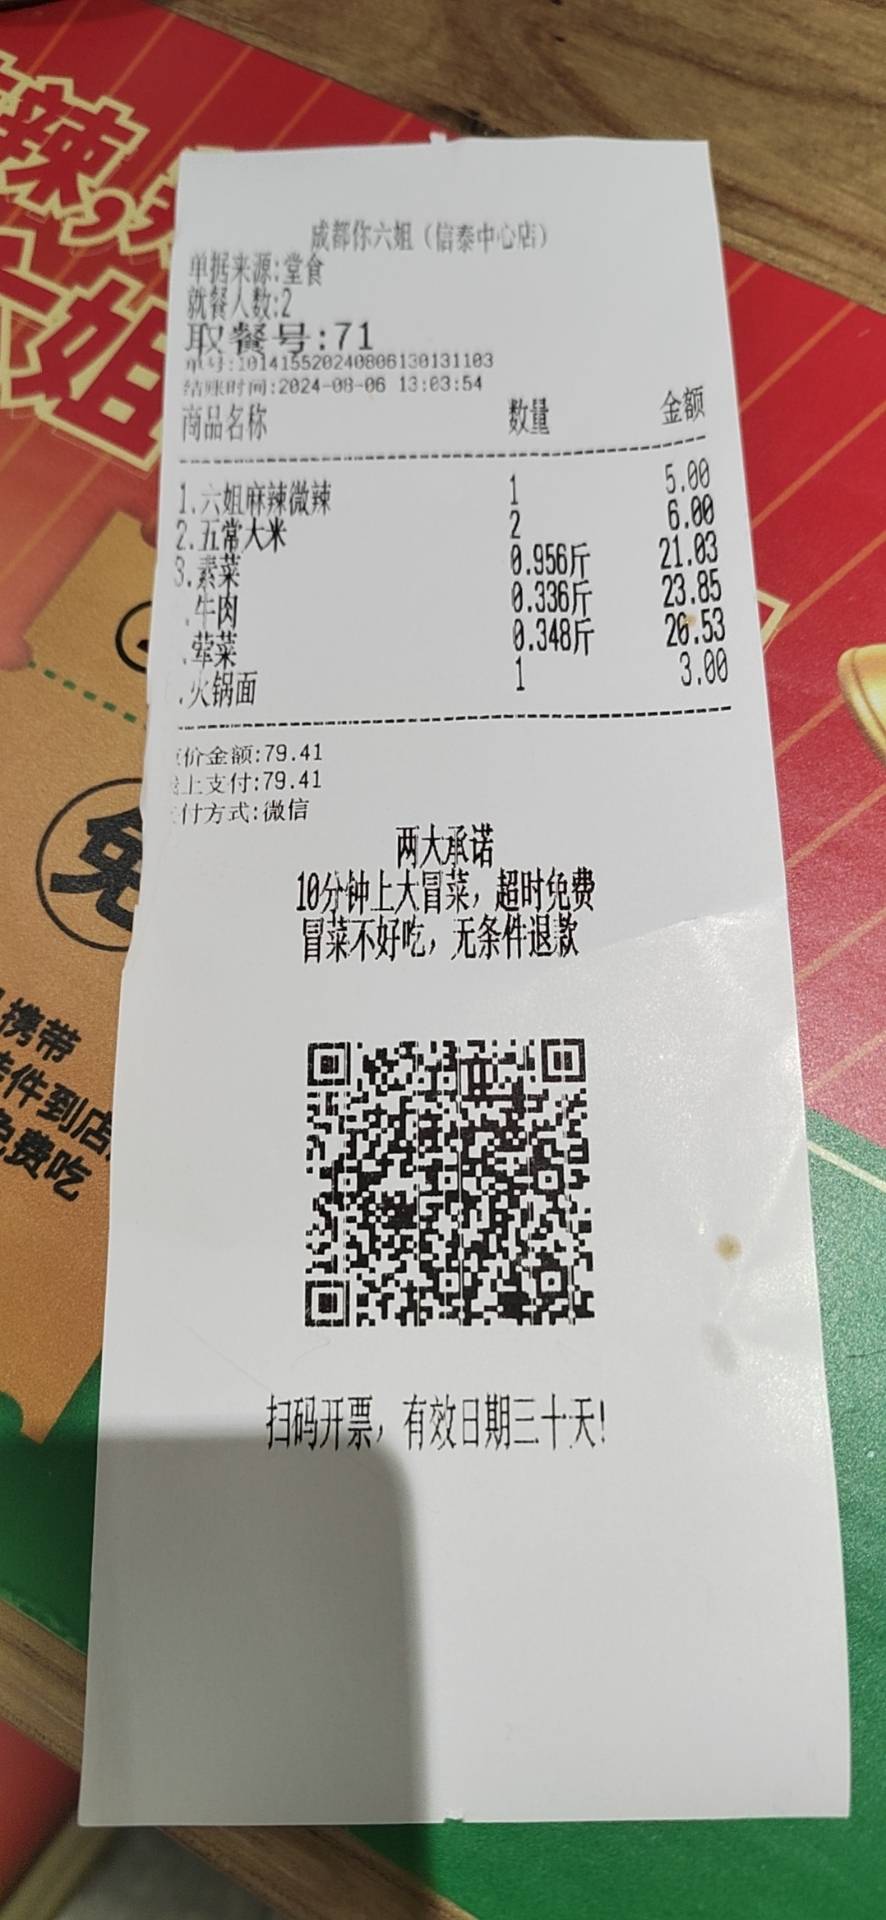 辣
六姐
免
携带
件到店
免费吃
成都你六姐（信泰中心店）
单据来源:堂食
就餐人数:2
取餐号:71
单号:10141552024080613013​1103
结账时间:2024-08-06 13:03:54
商品名称 数量 金额
1.六姐麻辣微辣 1 5.00
2.五常大米 2 6.00
3.素菜 0.956斤 21.03
.牛肉 0.336斤 23.85
.荤菜 0.348斤 20.53
.火锅面 1 3.00
价金额:79.41
上支付:79.41
付方式:微信
两大承诺
10分钟上大冒菜，超时免费
冒菜不好吃，无条件退款
扫码开票，有效日期三十天!